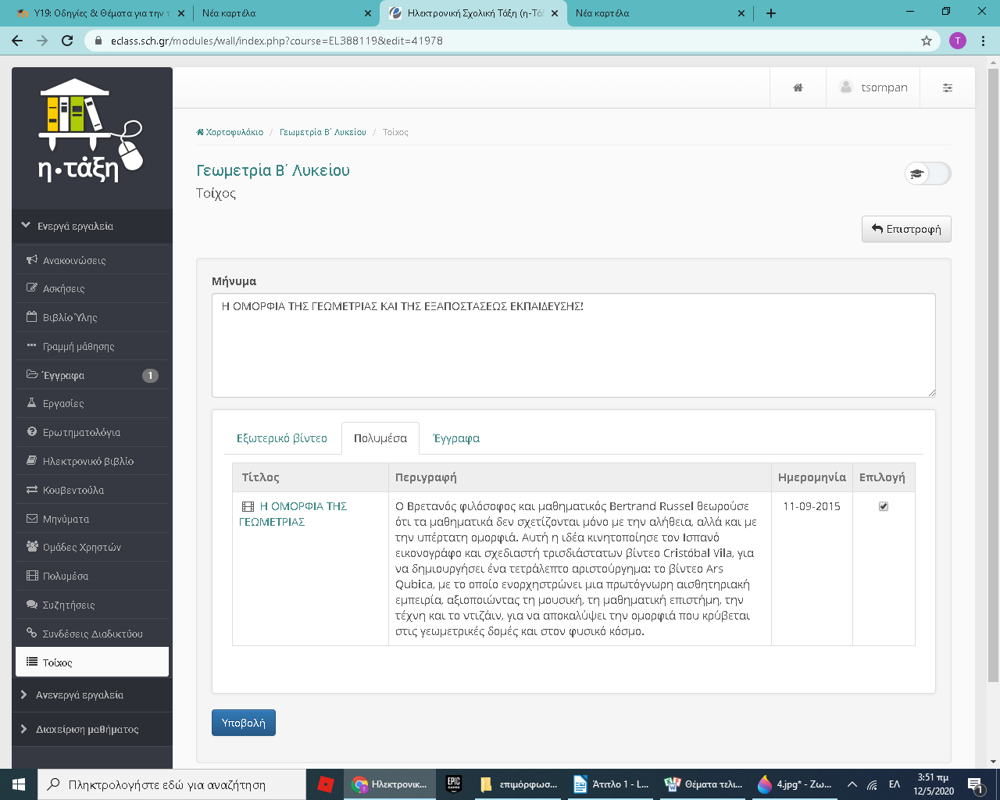 Υ19: Οδηγίες & Θέματα για την τ
Νέα καρτέλα
Ηλεκτρονική Σχολική Τάξη (η-Τάξ
Νέα καρτέλα
eclass.sch.gr/modules/wall/index.php?course=EL388119&edit=41978
T
η•τάξη
tsompan
Χαρτοφυλάκιο / Γεωμετρία Β΄ Λυκείου / Τοίχος
Γεωμετρία Β΄ Λυκείου
Τοίχος
Επιστροφή
Ενεργά εργαλεία
Ανακοινώσεις
Ασκήσεις
Βιβλίο Ύλης
Γραμμή μάθησης
Έγγραφα 1
Εργασίες
Ερωτηματολόγια
Ηλεκτρονικό βιβλίο
Κουβεντούλα
Μηνύματα
Ομάδες Χρηστών
Πολυμέσα
Συζητήσεις
Συνδέσεις Διαδικτύου
Τοίχος
Ανενεργά εργαλεία
Διαχείριση μαθήματος
Μήνυμα
Η ΟΜΟΡΦΙΑ ΤΗΣ ΓΕΩΜΕΤΡΙΑΣ ΚΑΙ ΤΗΣ ΕΞΑΠΟΣΤΑΣΕΩΣ ΕΚΠΑΙΔΕΥΣΗΣ!
Εξωτερικό βίντεο Πολυμέσα Έγγραφα
Τίτλος Περιγραφή Ημερομηνία Επιλογή
Η ΟΜΟΡΦΙΑ ΤΗΣ
ΓΕΩΜΕΤΡΙΑΣ
Ο Βρετανός φιλόσοφος και μαθηματικός Bertrand Russel θεωρούσε
ότι τα μαθηματικά δεν σχετίζονται μόνο με την αλήθεια, αλλά και με
την υπέρτατη ομορφιά. Αυτή η ιδέα κινητοποίησε τον Ισπανό
εικονογράφο και σχεδιαστή τρισδιάστατων βίντεο Cristóbal Vila, για
να δημιουργήσει ένα τετράλεπτο αριστούργημα: το βίντεο Ars
Qubica, με το οποίο ενορχηστρώνει μια πρωτόγνωρη αισθητηριακή
εμπειρία, αξιοποιώντας τη μουσική, τη μαθηματική επιστήμη, την
τέχνη και το ντιζάιν, για να αποκαλύψει την ομορφιά που κρύβεται
στις γεωμετρικές δομές και στον φυσικό κόσμο.
11-09-2015
Υποβολή
Πληκτρολογήστε εδώ για αναζήτηση
Ηλεκτρονικ...
EPIC GAMES
επιμόρφωσ...
Άτιτλο 1 - L...
Θέματα τελι...
4.jpg* - Ζω...
ΕΛ
3:51 πμ
12/5/2020
1